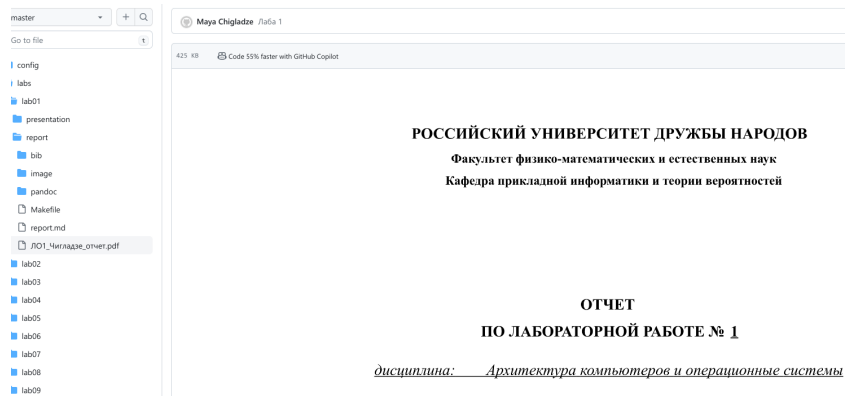 master
Go to file
t
config
labs
lab01
presentation
report
bib
image
pandoc
Makefile
report.md
ЛО1_Чигладзе_отчет.pdf
lab02
lab03
lab04
lab05
lab06
lab07
lab08
lab09
Maya Chigladze Лаба 1
425 KB Code 55% faster with GitHub Copilot
РОССИЙСКИЙ УНИВЕРСИТЕТ ДРУЖБЫ НАРОДОВ
Факультет физико-математических и естественных наук
Кафедра прикладной информатики и теории вероятностей
ОТЧЕТ
ПО ЛАБОРАТОРНОЙ РАБОТЕ № 1
дисциплина: Архитектура компьютеров и операционные системы